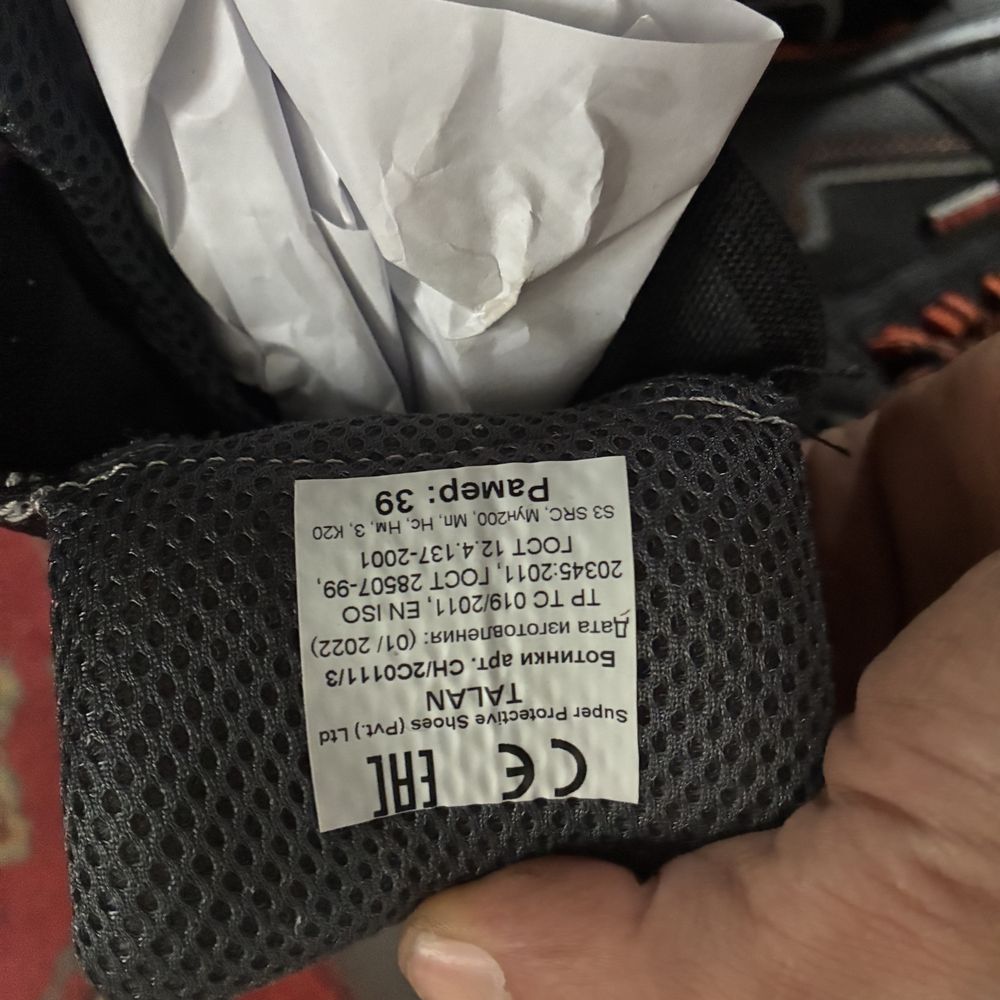 CE EAC
Super Protective Shoes (Pvt.) Ltd
TALAN
Ботинки арт. CH/2C0111/3
Дата изготовления: (01/ 2022)
ТР ТС 019/2011, EN ISO
20345:2011, ГОСТ 28507-99,
ГОСТ 12.4.137-2001
S3 SRC, Мун200, Мп, Нс, Нм, З, К20
Рамер: 39